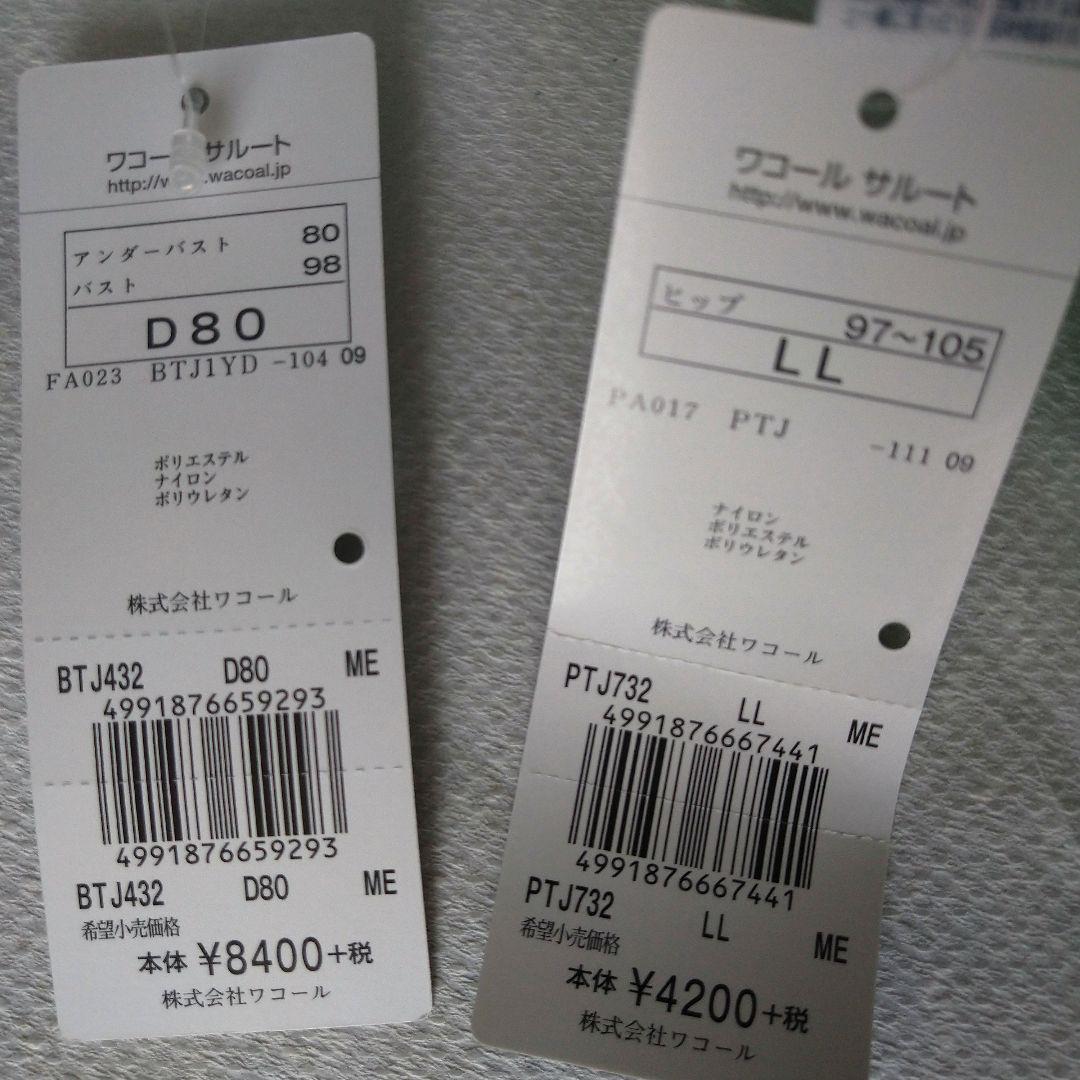 ワコール サルート
http://w .wacoal.jp
アンダーバスト 80
バスト 98
D80
FA023 BTJ1YD -104 09
ポリエステル
ナイロン
ポリウレタン
株式会社ワコール
BTJ432 D80 ME
4991876659293
4991876659293
BTJ432 D80 ME
希望小売価格
本体 ¥8400+税
株式会社ワコール
ワコール サルート
http://www.wacoal.jp
ヒップ 97~105
LL
PA017 PTJ -111 09
ナイロン
ポリエステル
ポリウレタン
株式会社ワコール
PTJ732 LL ME
4991876667441
4991876667441
PTJ732 LL ME
希望小売価格
本体 ¥4200+税
株式会社ワコール